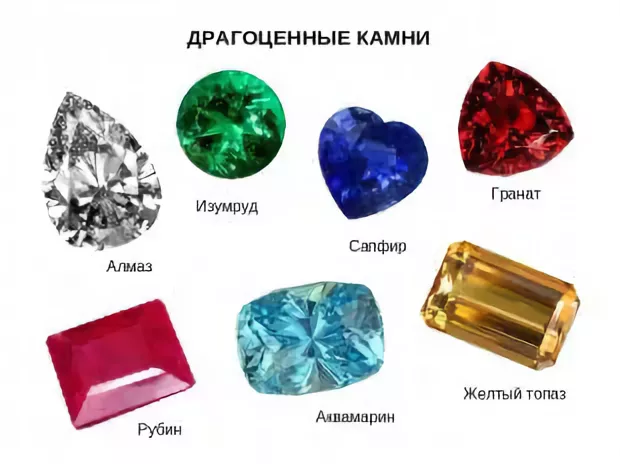 ДРАГОЦЕННЫЕ КАМНИ
Изумруд
Гранат
Сапфир
Алмаз
Желтый топаз
Аквамарин
Рубин